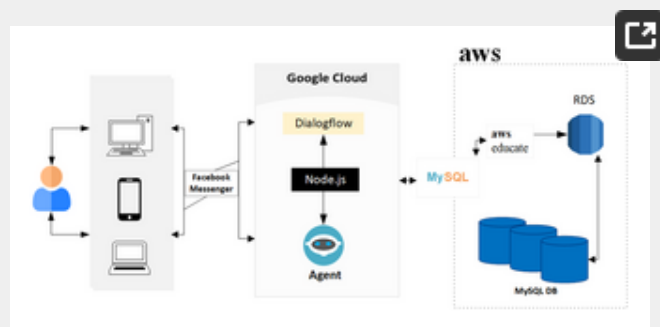 aws
Google Cloud
Dialogflow
Facebook
Messenger
Node.js
Agent
MySQL
aws
educate
RDS
MySQL DB